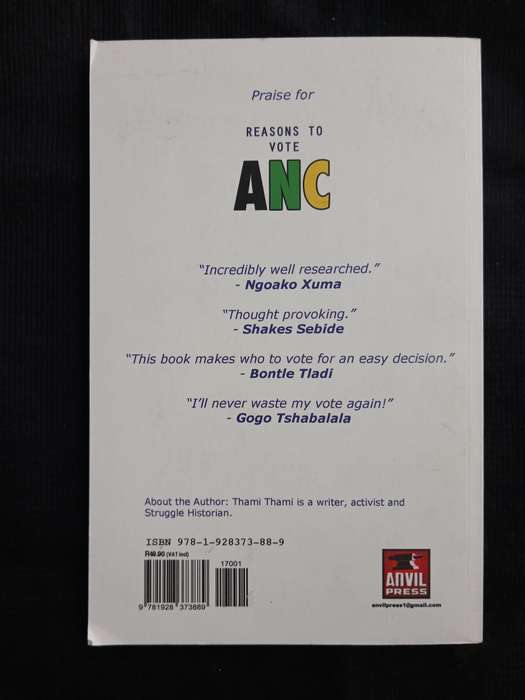 Praise for
REASONS TO
VOTE
ANC
“Incredibly well researched.”
- Ngoako Xuma
“Thought provoking.”
- Shakes Sebide
“This book makes who to vote for an easy decision.”
- Bontle Tladi
“I’ll never waste my vote again!”
- Gogo Tshabalala
About the Author: Thami Thami is a writer, activist and
Struggle Historian.
ISBN 978-1-928373-88-9
R49.90 (VAT incl)
17001
9 781928 373889
ANVIL
PRESS
anvilpress1@gmail.com